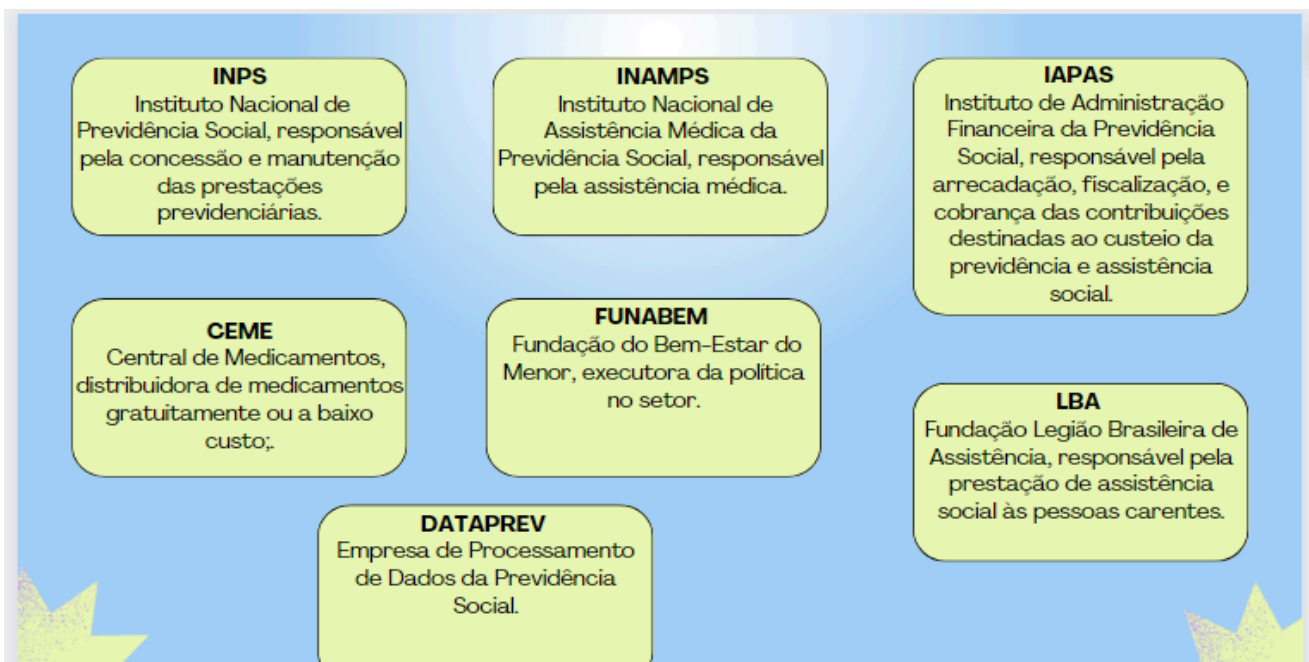 INPS
Instituto Nacional de
Previdência Social, responsável
pela concessão e manutenção
das prestações
previdenciárias.
INAMPS
Instituto Nacional de
Assistência Médica da
Previdência Social, responsável
pela assistência médica.
IAPAS
Instituto de Administração
Financeira da Previdência
Social, responsável pela
arrecadação, fiscalização, e
cobrança das contribuições
destinadas ao custeio da
previdência e assistência
social.
CEME
Central de Medicamentos,
distribuidora de medicamentos
gratuitamente ou a baixo
custo;.
FUNABEM
Fundação do Bem-Estar do
Menor, executora da política
no setor.
LBA
Fundação Legião Brasileira de
Assistência, responsável pela
prestação de assistência
social às pessoas carentes.
DATAPREV
Empresa de Processamento
de Dados da Previdência
Social.